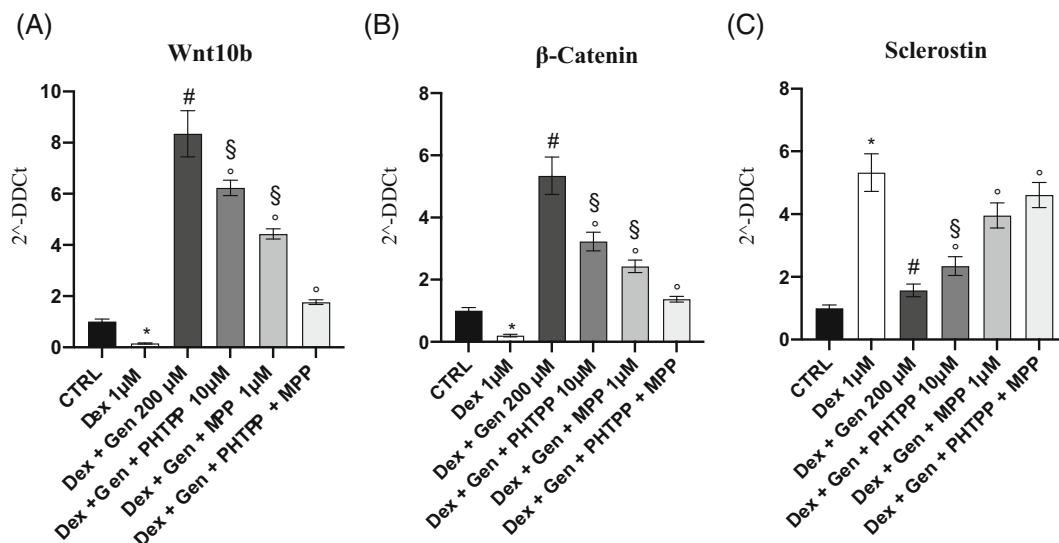 (A)
Wnt10b
2^-DDCt
10
8
6
4
2
0
*
#
§
°
§
°
°
CTRL
Dex 1µM
Dex + Gen 200 µM
Dex + Gen + PHTPP 10µM
Dex + Gen + MPP 1µM
Dex + Gen + PHTPP + MPP
(B)
β-Catenin
2^-DDCt
8
6
4
2
0
*
#
§
°
§
°
°
CTRL
Dex 1µM
Dex + Gen 200 µM
Dex + Gen + PHTPP 10µM
Dex + Gen + MPP 1µM
Dex + Gen + PHTPP + MPP
(C)
Sclerostin
2^-DDCt
8
6
4
2
0
*
#
§
°
°
°
CTRL
Dex 1µM
Dex + Gen 200 µM
Dex + Gen + PHTPP 10µM
Dex + Gen + MPP 1µM
Dex + Gen + PHTPP + MPP